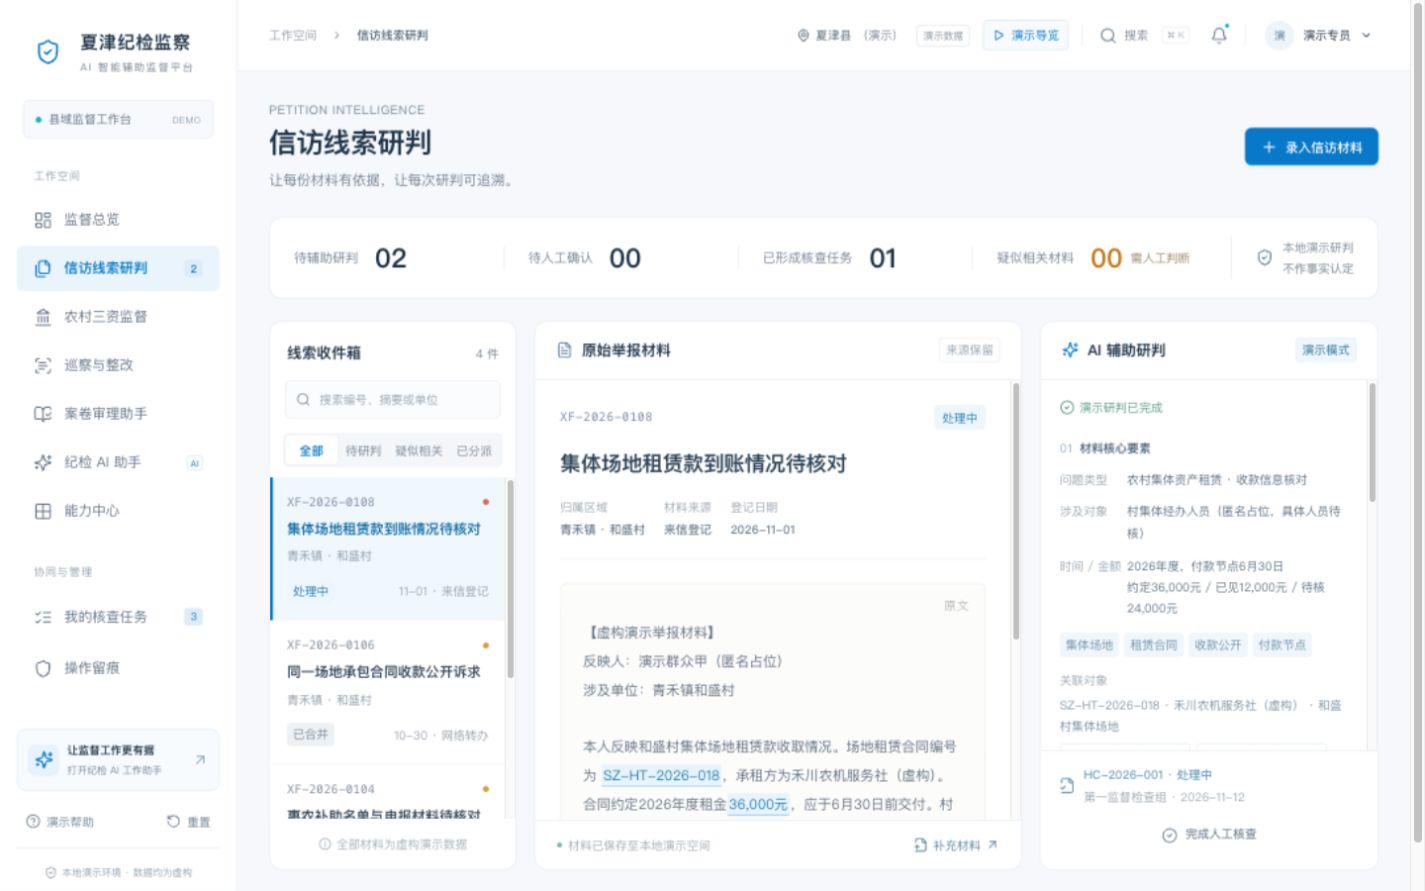 夏津纪检监察
AI 智能辅助监督平台
县域监督工作台 DEMO
工作空间
监督总览
信访线索研判 2
农村三资监督
巡察与整改
案卷审理助手
纪检 AI 助手 AI
能力中心
协同与管理
我的核查任务 3
操作留痕
让监督工作更有据
打开纪检 AI 工作助手
演示帮助 重置
本地演示环境 · 数据均为虚构
工作空间 > 信访线索研判
夏津县 (演示) 演示数据 演示导览 搜索 ⌘ K 演 演示专员
PETITION INTELLIGENCE
信访线索研判
让每份材料有依据，让每次研判可追溯。
+ 录入信访材料
待辅助研判 02
待人工确认 00
已形成核查任务 01
疑似相关材料 00 需人工判断
本地演示研判
不作事实认定
线索收件箱 4 件
搜索编号、摘要或单位
全部 待研判 疑似相关 已分派
XF-2026-0108
集体场地租赁款到账情况待核对
青禾镇 · 和盛村
处理中 11-01 · 来信登记
XF-2026-0106
同一场地承包合同收款公开诉求
青禾镇 · 和盛村
已合并 10-30 · 网络转办
XF-2026-0104
惠农补助名单与申报材料待核对
全部材料为虚构演示数据
原始举报材料 来源保留
XF-2026-0108 处理中
集体场地租赁款到账情况待核对
归属区域 材料来源 登记日期
青禾镇 · 和盛村 来信登记 2026-11-01
原文
【虚构演示举报材料】
反映人：演示群众甲（匿名占位）
涉及单位：青禾镇和盛村
本人反映和盛村集体场地租赁款收取情况。场地租赁合同编号
为 SZ-HT-2026-018，承租方为禾川农机服务社（虚构）。
合同约定2026年度租金36,000元，应于6月30日前交付。村
材料已保存至本地演示空间 补充材料
AI 辅助研判 演示模式
演示研判已完成
01 材料核心要素
问题类型 农村集体资产租赁 · 收款信息核对
涉及对象 村集体经办人员（匿名占位，具体人员待
核）
时间 / 金额 2026年度，付款节点6月30日
约定36,000元 / 已见12,000元 / 待核
24,000元
集体场地 租赁合同 收款公开 付款节点
关联对象
SZ-HT-2026-018 · 禾川农机服务社（虚构） · 和盛
村集体场地
HC-2026-001 · 处理中
第一监督检查组 · 2026-11-12
完成人工核查